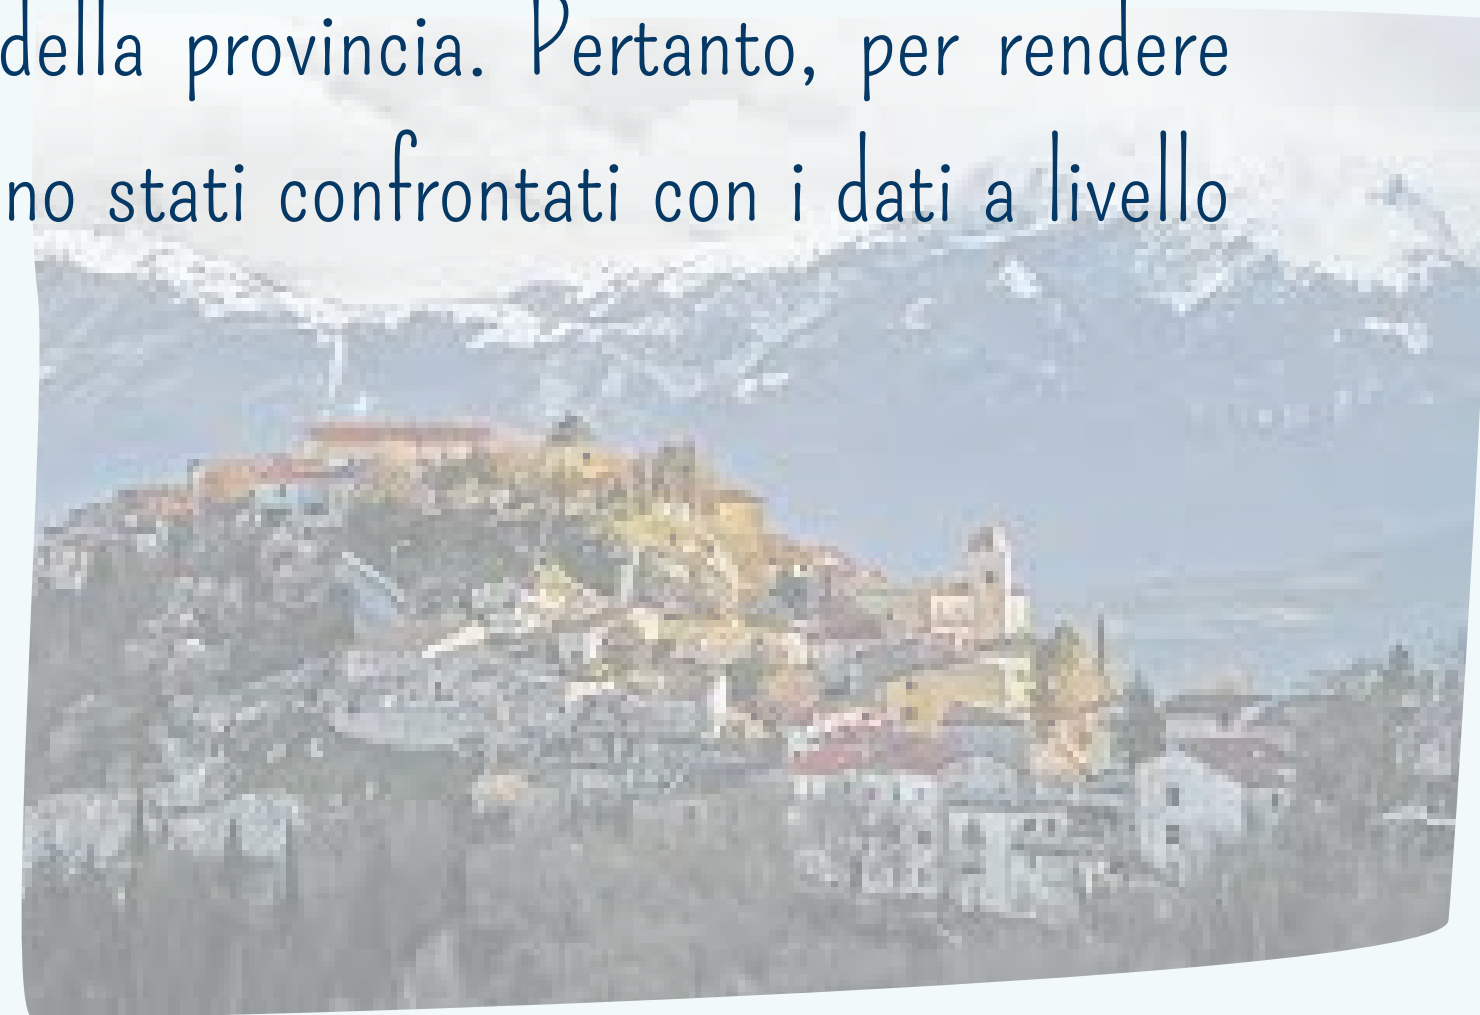 della provincia. Pertanto, per rendere
no stati confrontati con i dati a livello